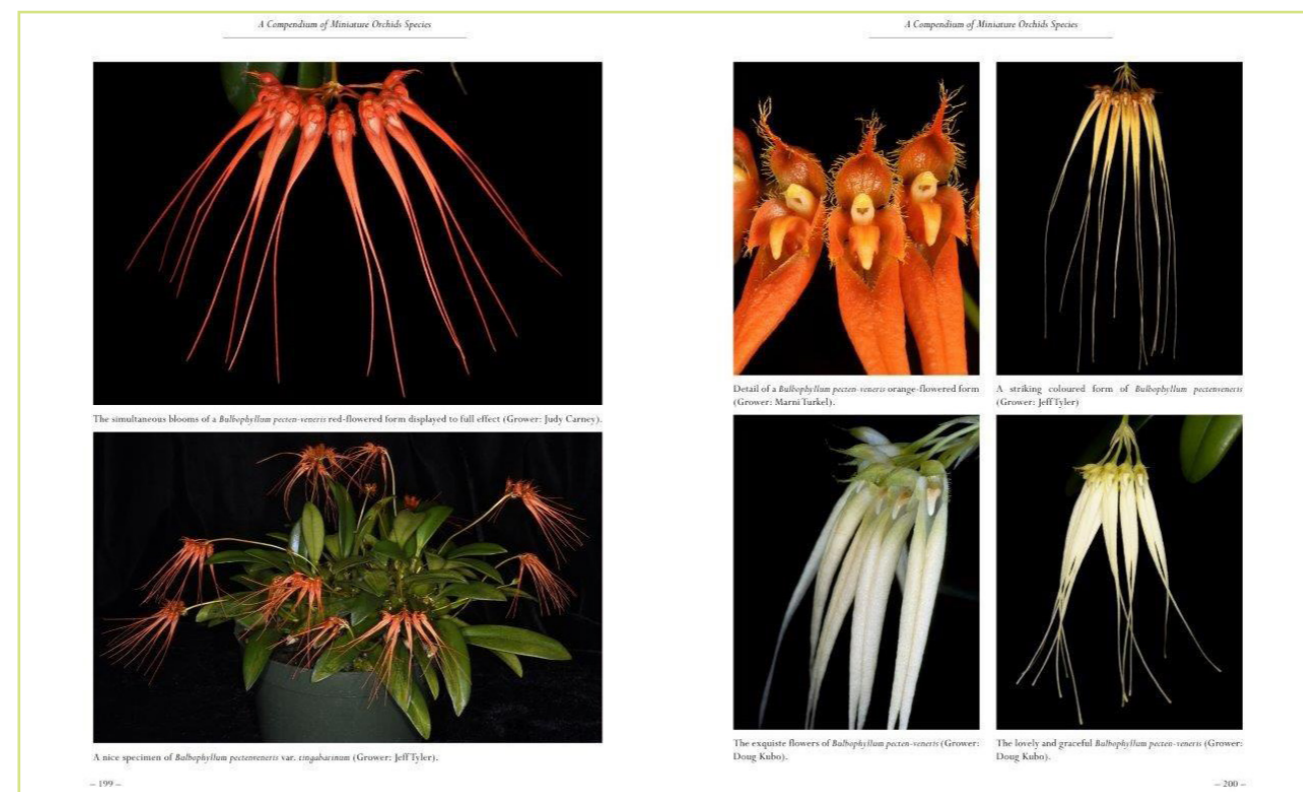 A Compendium of Miniature Orchids Species
The simultaneous blooms of a Bulbophyllum pecten-veneris red-flowered form displayed to full effect (Grower: Judy Carney).
A nice specimen of Bulbophyllum pectenveneris var. tingabarinum (Grower: Jeff Tyler).
– 199 –
A Compendium of Miniature Orchids Species
Detail of a Bulbophyllum pecten-veneris orange-flowered form
(Grower: Marni Turkel).
A striking coloured form of Bulbophyllum pectenveneris
(Grower: Jeff Tyler)
The exquiste flowers of Bulbophyllum pecten-veneris (Grower:
Doug Kubo).
The lovely and graceful Bulbophyllum pecten-veneris (Grower:
Doug Kubo).
– 200 –